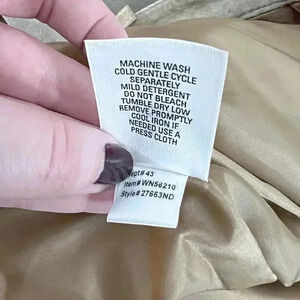 MACHINE WASH
COLD GENTLE CYCLE
SEPARATELY
MILD DETERGENT
DO NOT BLEACH
TUMBLE DRY LOW
REMOVE PROMPTLY
COOL IRON IF
NEEDED USE A
PRESS CLOTH
ept# 43
Item# WN56210
Style# 27663ND